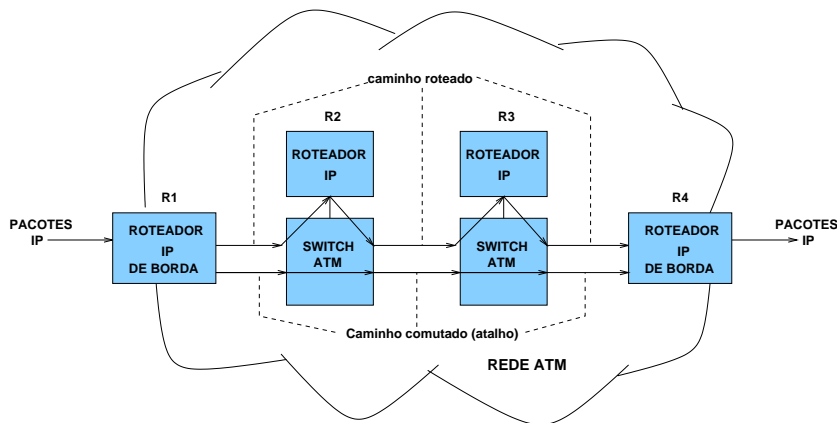 caminho roteado
R2
R3
ROTEADOR
IP
ROTEADOR
IP
R1
R4
PACOTES
IP
ROTEADOR
IP
DE BORDA
SWITCH
ATM
SWITCH
ATM
ROTEADOR
IP
DE BORDA
PACOTES
IP
Caminho comutado (atalho)
REDE ATM